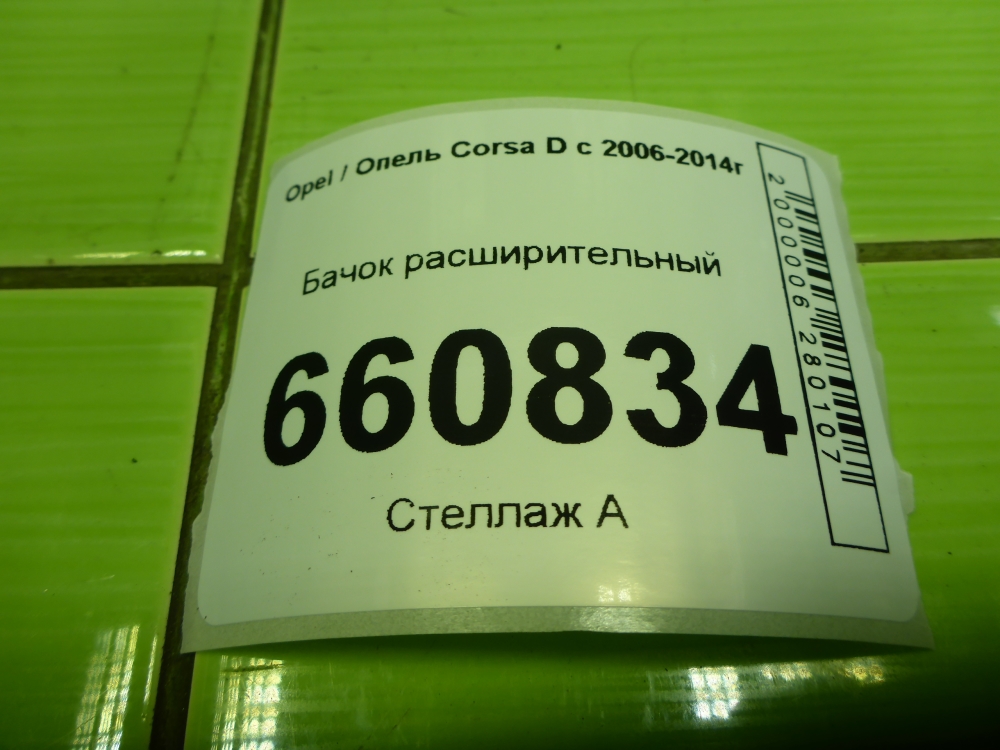 Opel / Опель Corsa D с 2006-2014г
Бачок расширительный
660834
Стеллаж А
2000006280107